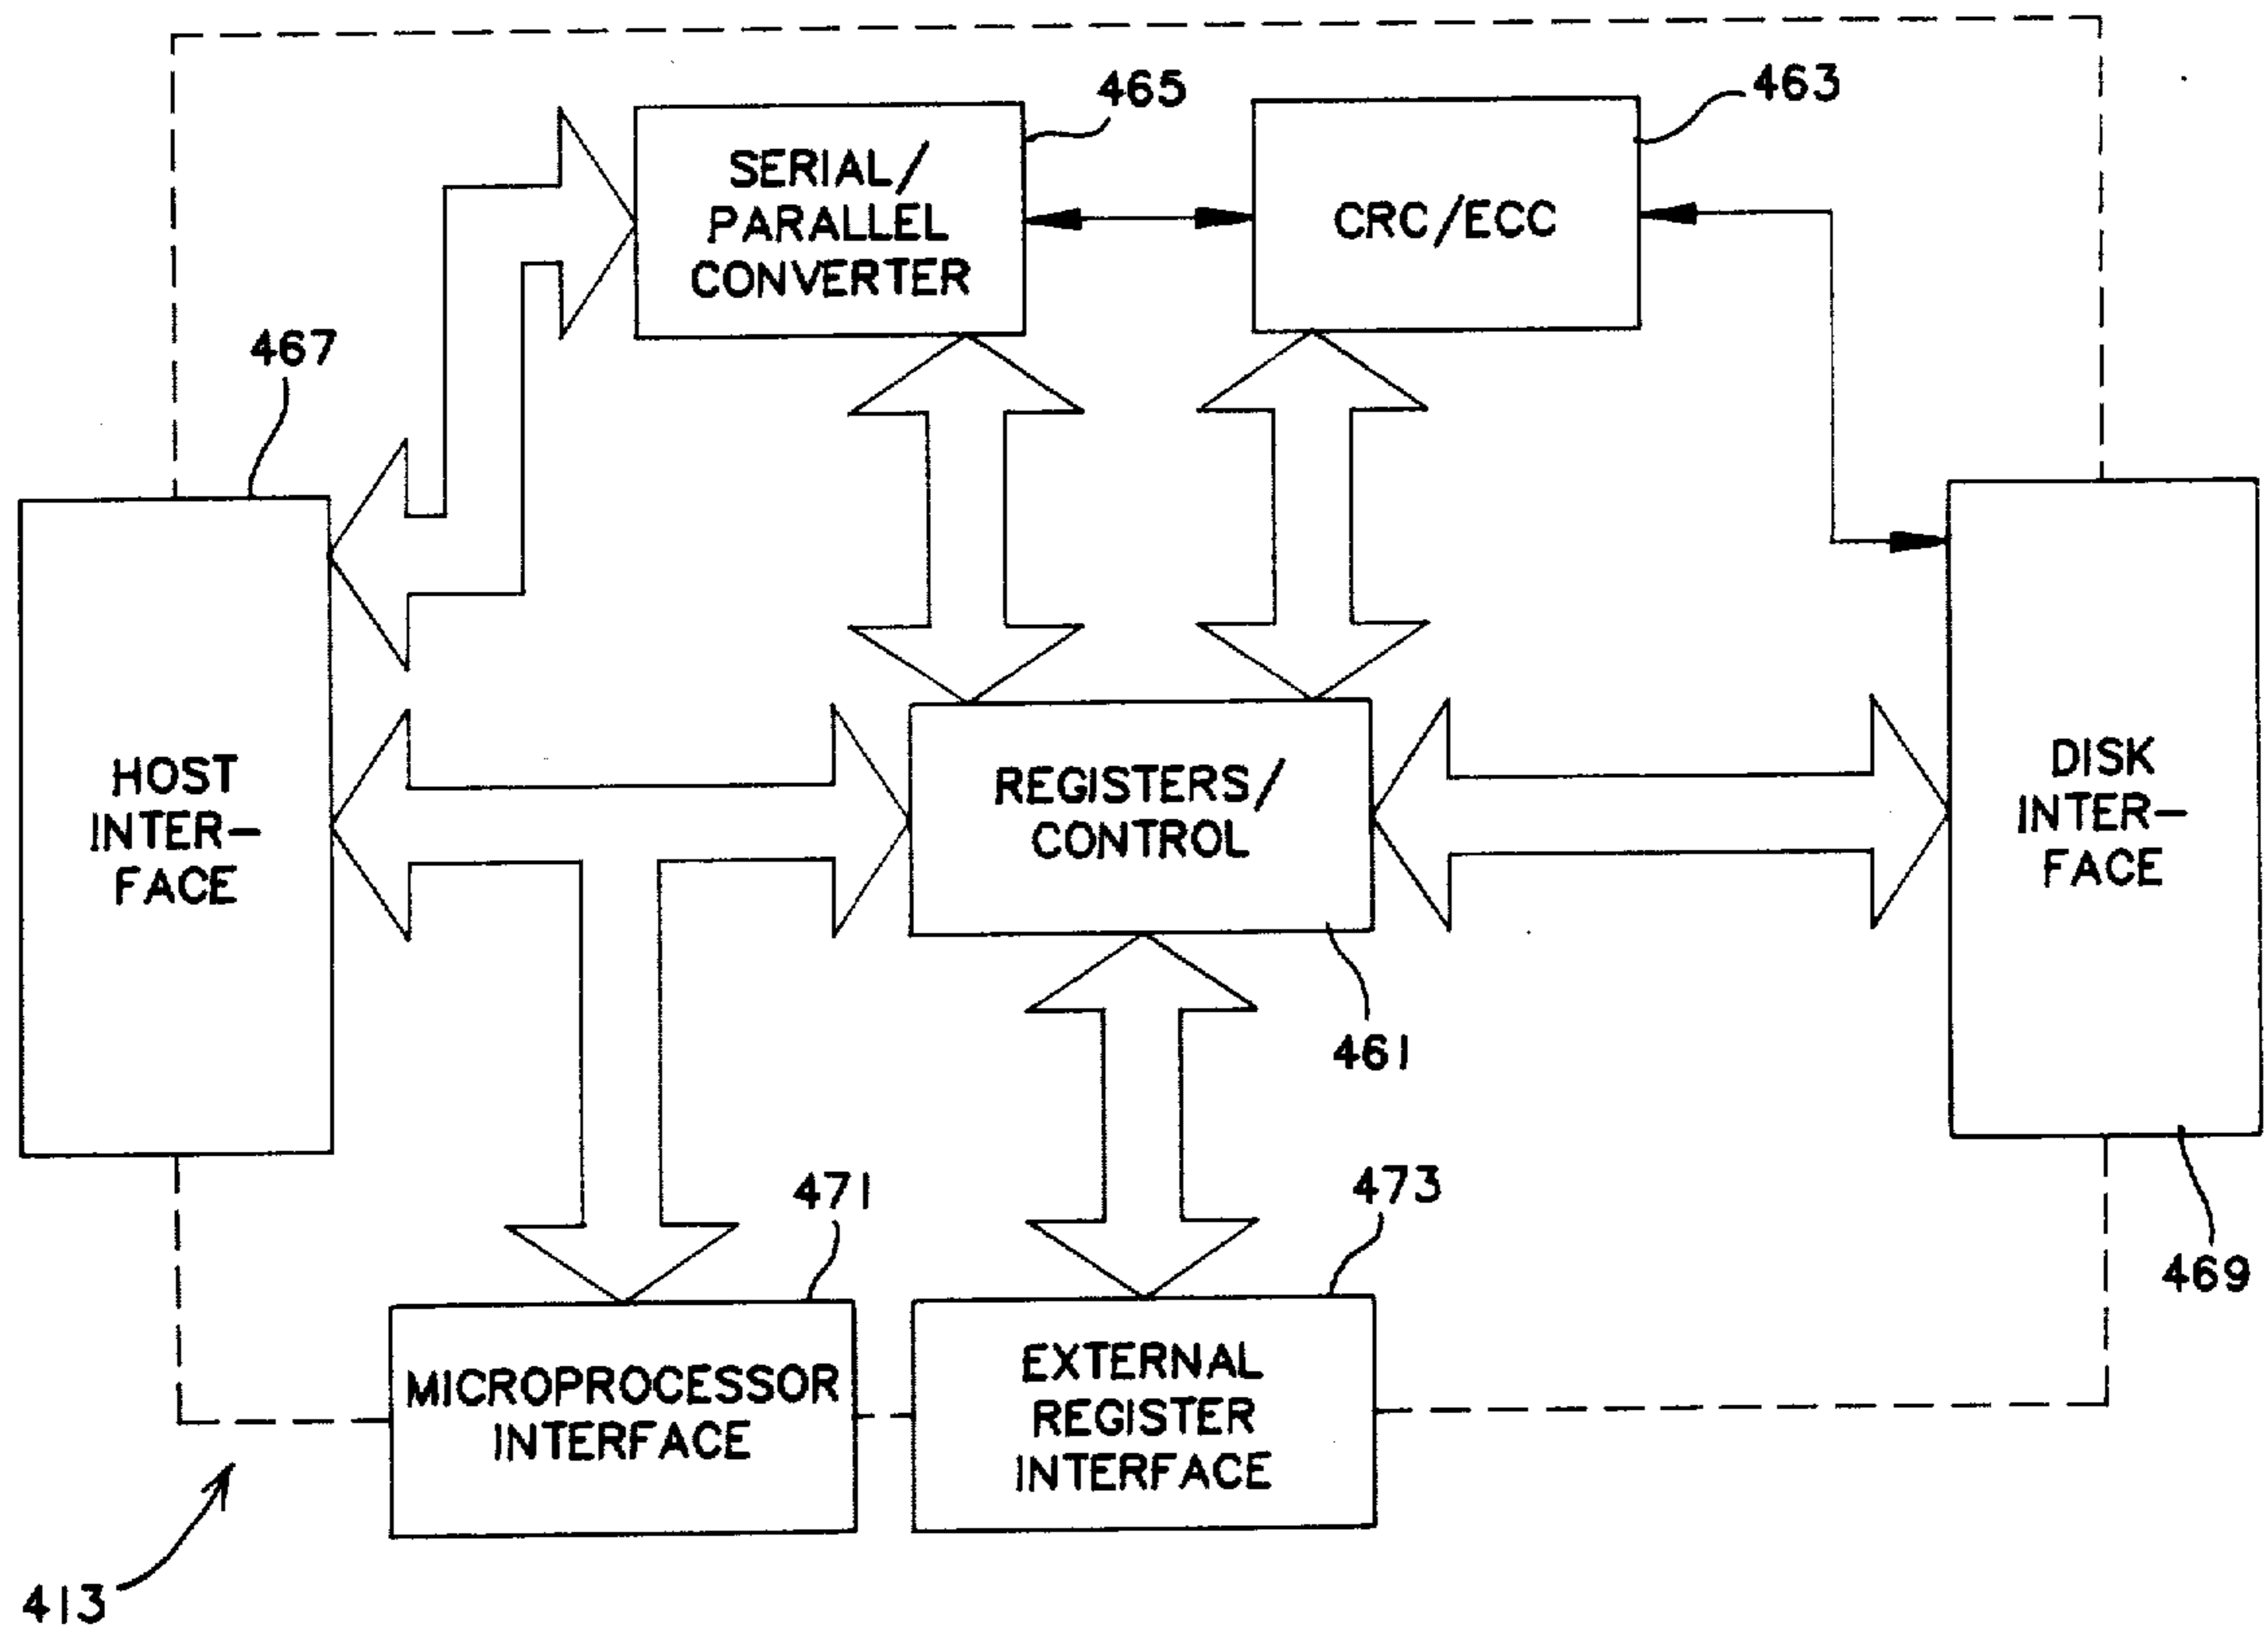 465
463
SERIAL/
PARALLEL
CONVERTER
CRC/ECC
467
HOST
INTER-
FACE
REGISTERS/
CONTROL
DISK
INTER-
FACE
461
471
473
469
MICROPROCESSOR
INTERFACE
EXTERNAL
REGISTER
INTERFACE
413